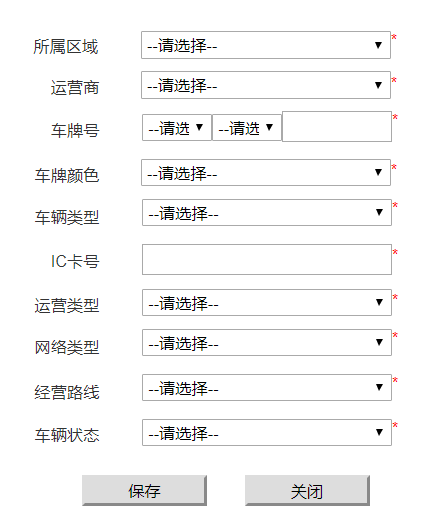 所属区域 --请选择-- *
运营商 --请选择-- *
车牌号 --请选 --请选 *
车牌颜色 --请选择-- *
车辆类型 --请选择-- *
IC卡号 *
运营类型 --请选择-- *
网络类型 --请选择-- *
经营路线 --请选择-- *
车辆状态 --请选择-- *
保存 关闭